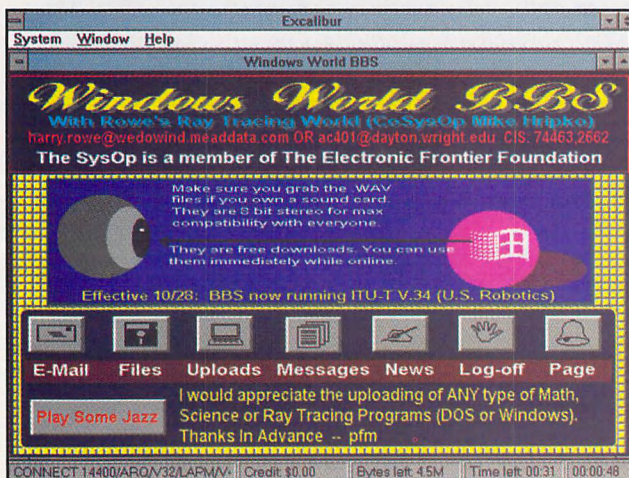 Excalibur
System Window Help
Windows World BBS
Windows World BBS
With Rowe's Ray Tracing World (CoSysOp Mike Hripko)
harry.rowe@wedowind.meaddata.com OR ac401@dayton.wright.edu CIS: 74463,2662
The SysOp is a member of The Electronic Frontier Foundation
Make sure you grab the .WAV
files if you own a sound card.
They are 8 bit stereo for max
compatibility with everyone.
They are free downloads. You can use
them immediately while online.
Effective 10/28: BBS now running ITU-T V.34 (U.S. Robotics)
E-Mail Files Uploads Messages News Log-off Page
Play Some Jazz
I would appreciate the uploading of ANY type of Math,
Science or Ray Tracing Programs (DOS or Windows).
Thanks In Advance -- pfm
CONNECT 14400/ARQ/V32/LAPM/V Credit: $0.00 Bytes left: 4.5M Time left: 00:31 00:00:48